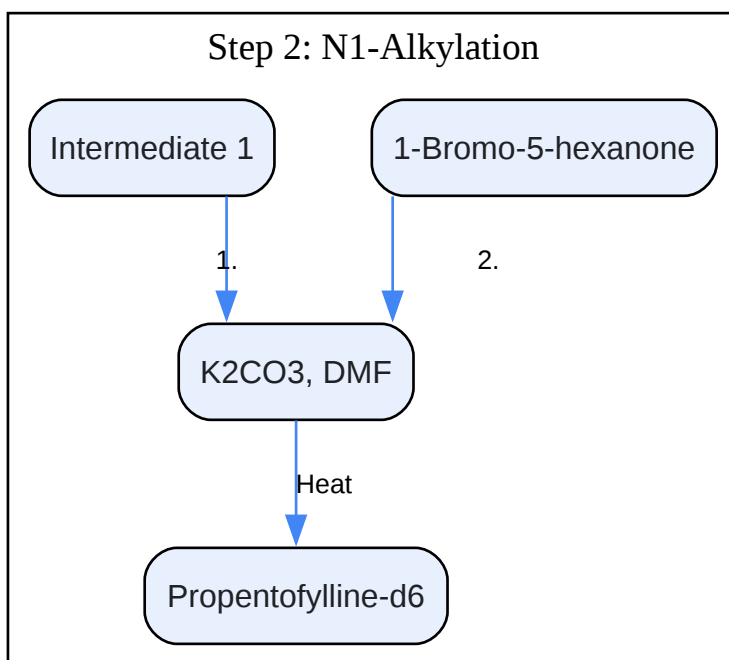 Step 2: N1-Alkylation
Intermediate 1
1-Bromo-5-hexanone
1.
2.
K2CO3, DMF
Heat
Propentofylline-d6